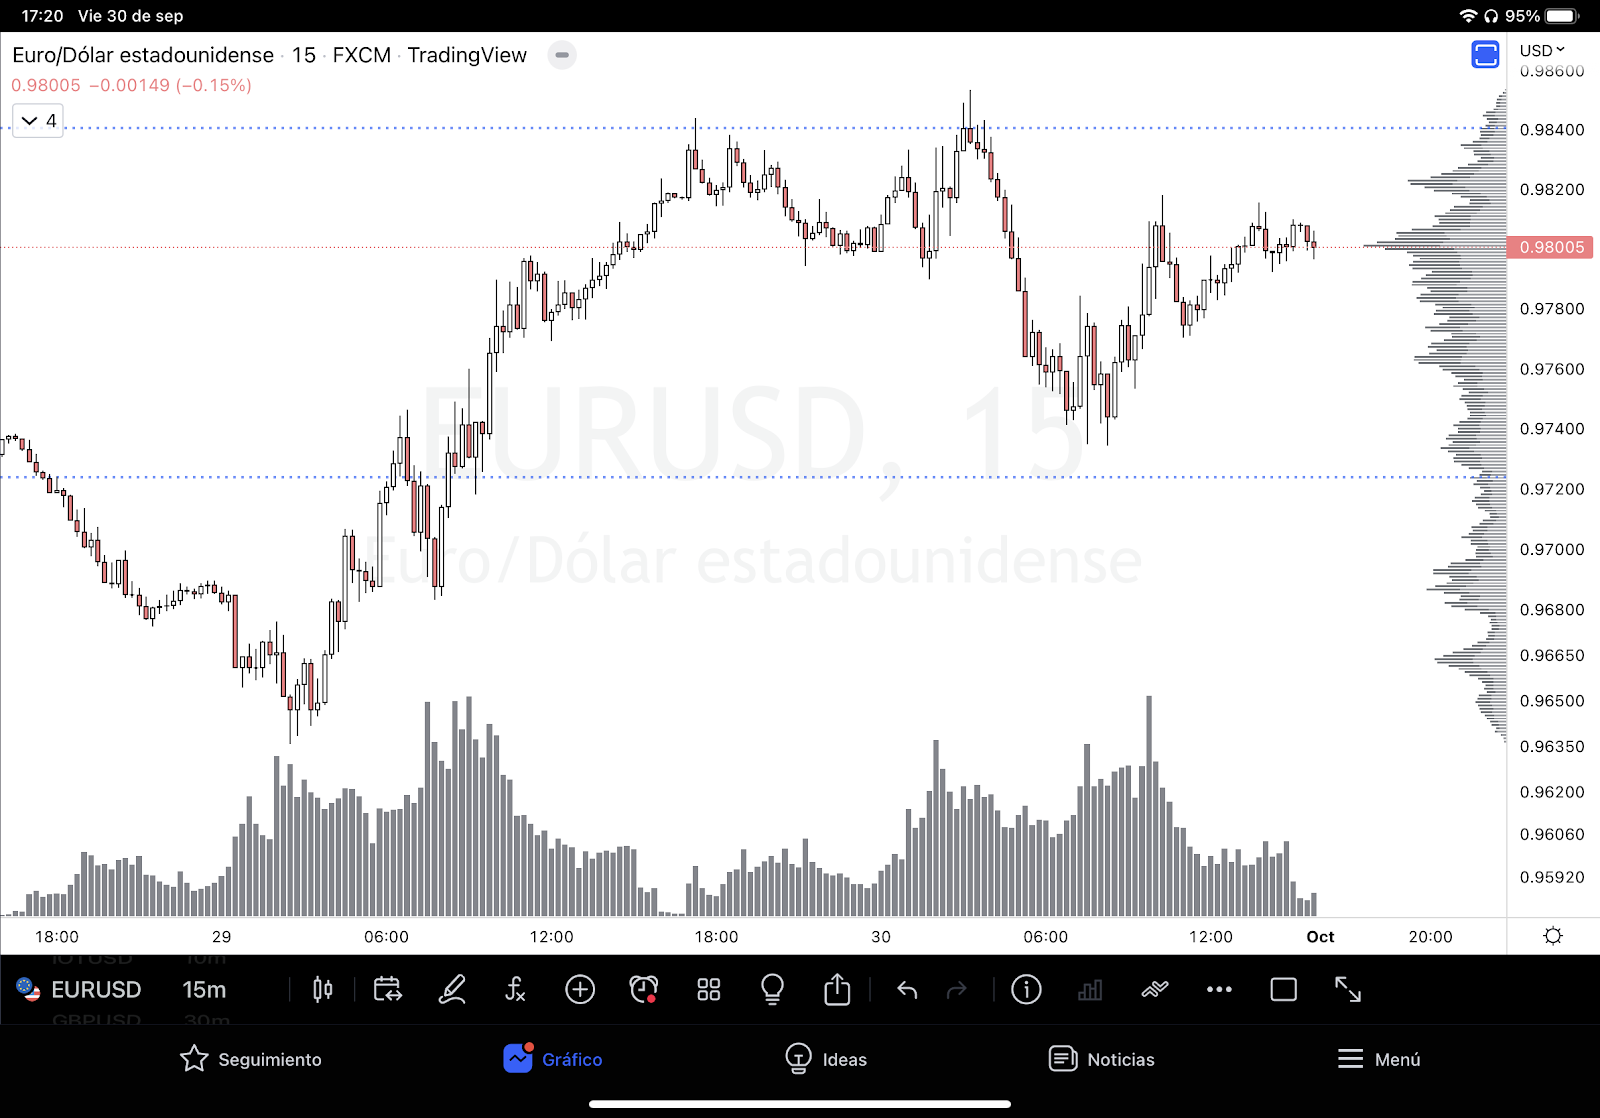 17:20 Vie 30 de sep 95%
Euro/Dólar estadounidense · 15 · FXCM · TradingView
USD
0.98005 −0.00149 (−0.15%)
4
0.98600
0.98400
0.98200
0.98005
0.97800
0.97600
0.97400
0.97200
0.97000
0.96800
0.96650
0.96500
0.96350
0.96200
0.96060
0.95920
EURUSD, 15
Euro/Dólar estadounidense
18:00 29 06:00 12:00 18:00 30 06:00 12:00 Oct 20:00
EURUSD 15m
GBPUSD 30m
Seguimiento Gráfico Ideas Noticias Menú